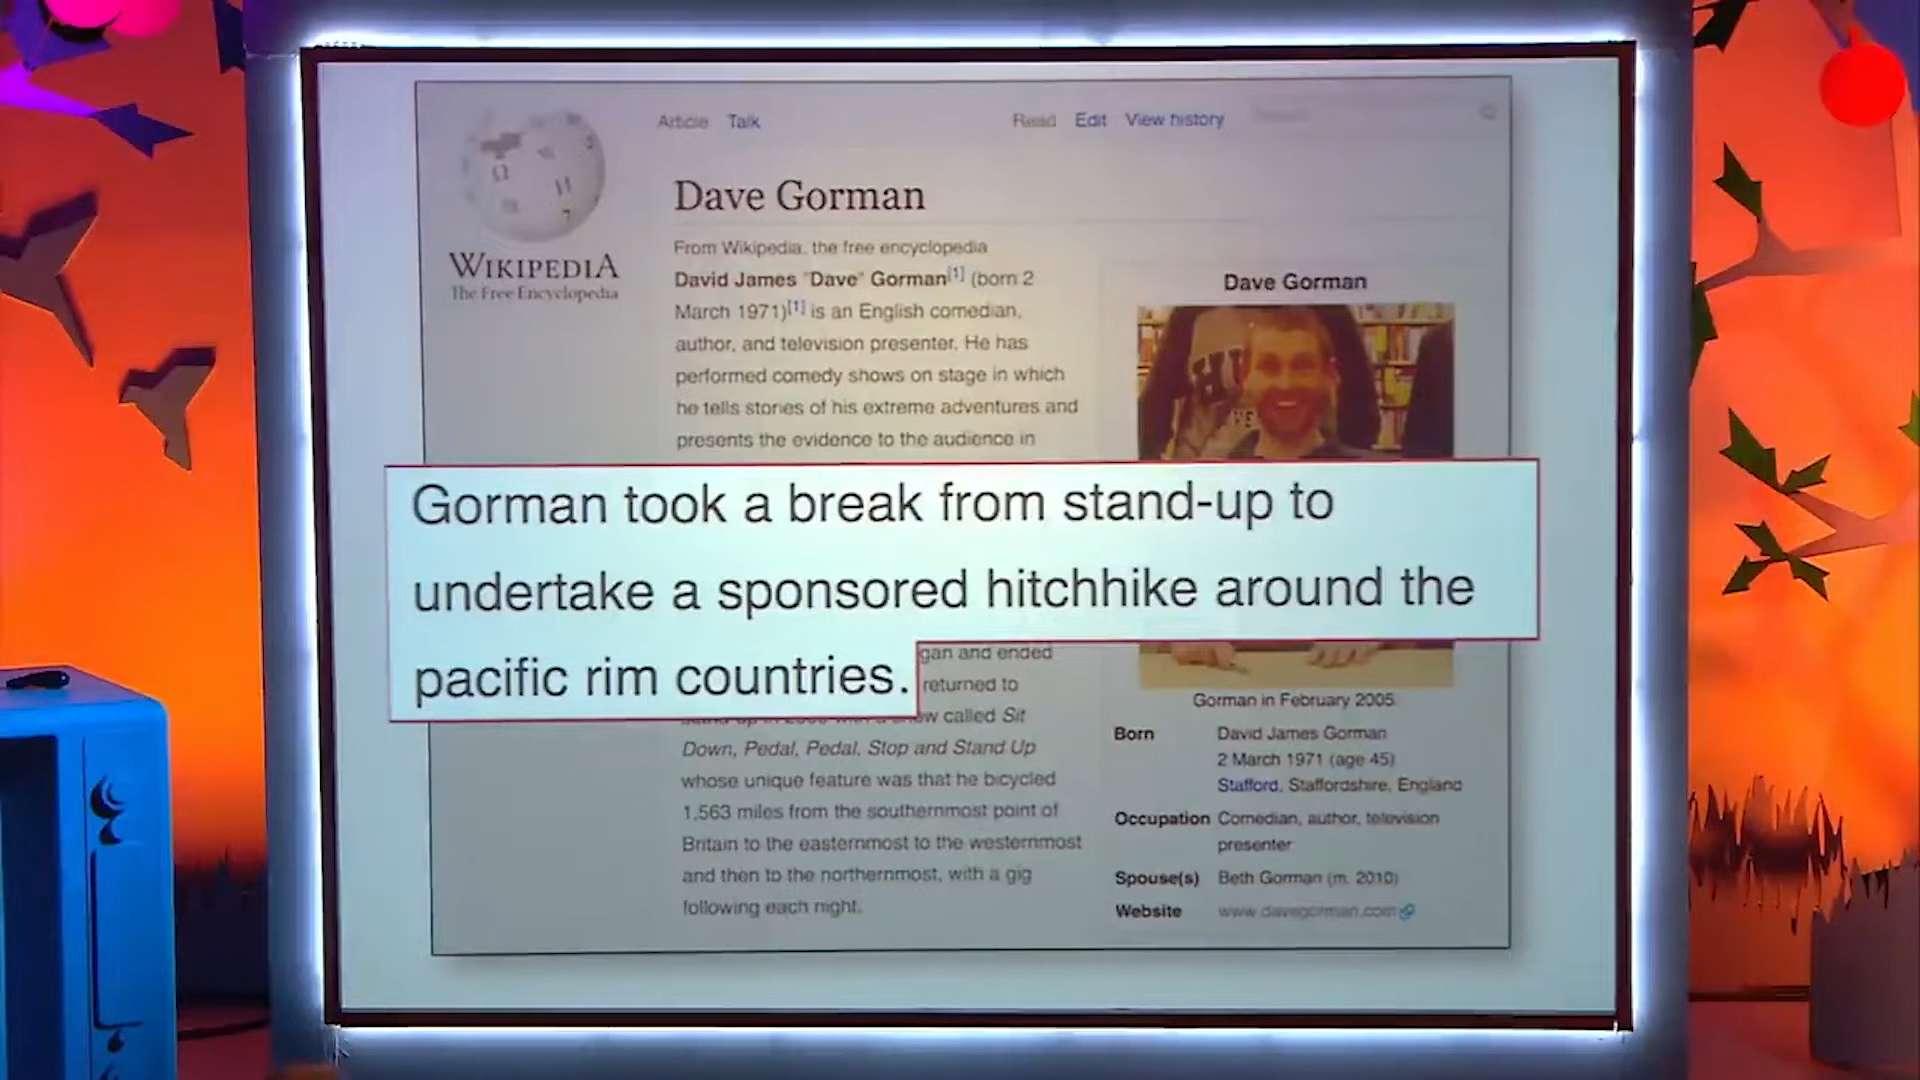 Article Talk
Read Edit View history
WIKIPEDIA
The Free Encyclopedia
Dave Gorman
From Wikipedia, the free encyclopedia
David James "Dave" Gorman[1] (born 2
March 1971)[1] is an English comedian,
author, and television presenter. He has
performed comedy shows on stage in which
he tells stories of his extreme adventures and
presents the evidence to the audience in
Gorman took a break from stand-up to
undertake a sponsored hitchhike around the
pacific rim countries.
and ended
returned to
called Sit
Down, Pedal, Pedal, Stop and Stand Up
whose unique feature was that he bicycled
1,563 miles from the southernmost point of
Britain to the easternmost to the westernmost
and then to the northernmost, with a gig
following each night.
Dave Gorman
Gorman in February 2005.
Born David James Gorman
2 March 1971 (age 45)
Stafford, Staffordshire, England
Occupation Comedian, author, television
presenter
Spouse(s) Beth Gorman (m. 2010)
Website www.davegorman.com